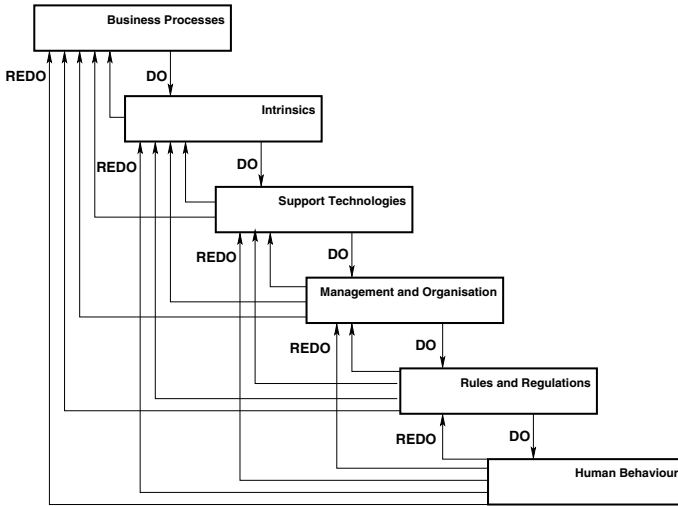 Business Processes
REDO
DO
Intrinsics
REDO
DO
Support Technologies
REDO
DO
Management and Organisation
REDO
DO
Rules and Regulations
REDO
DO
Human Behaviour